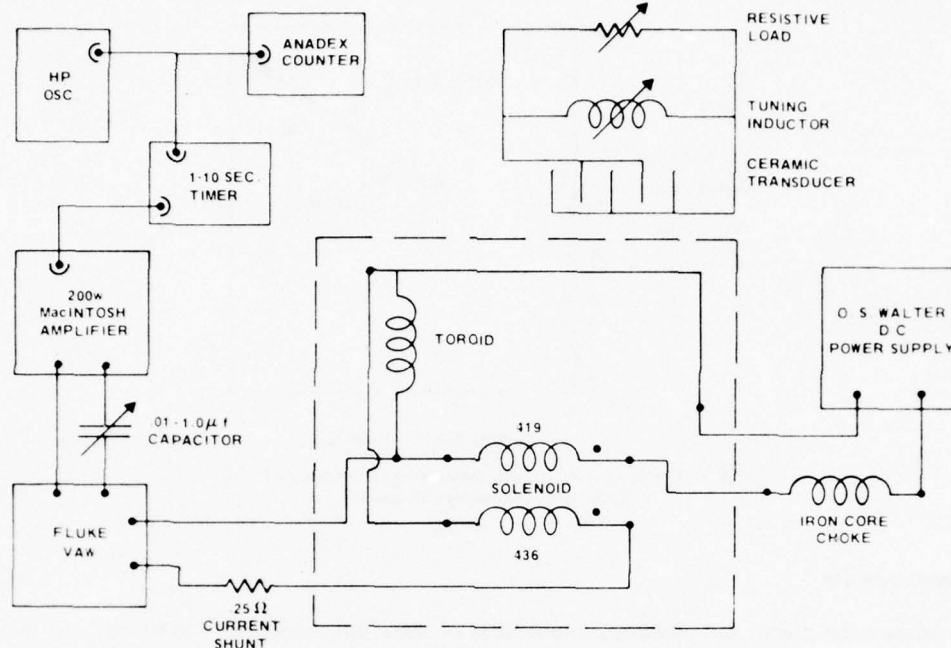 HP
OSC
ANADEX
COUNTER
RESISTIVE
LOAD
TUNING
INDUCTOR
CERAMIC
TRANSDUCER
1-10 SEC.
TIMER
200w
MacINTOSH
AMPLIFIER
TOROID
O. S. WALTER
D C
POWER SUPPLY
.01-1.0μf
CAPACITOR
419
SOLENOID
436
IRON CORE
CHOKE
FLUKE
VAW
.25Ω
CURRENT
SHUNT